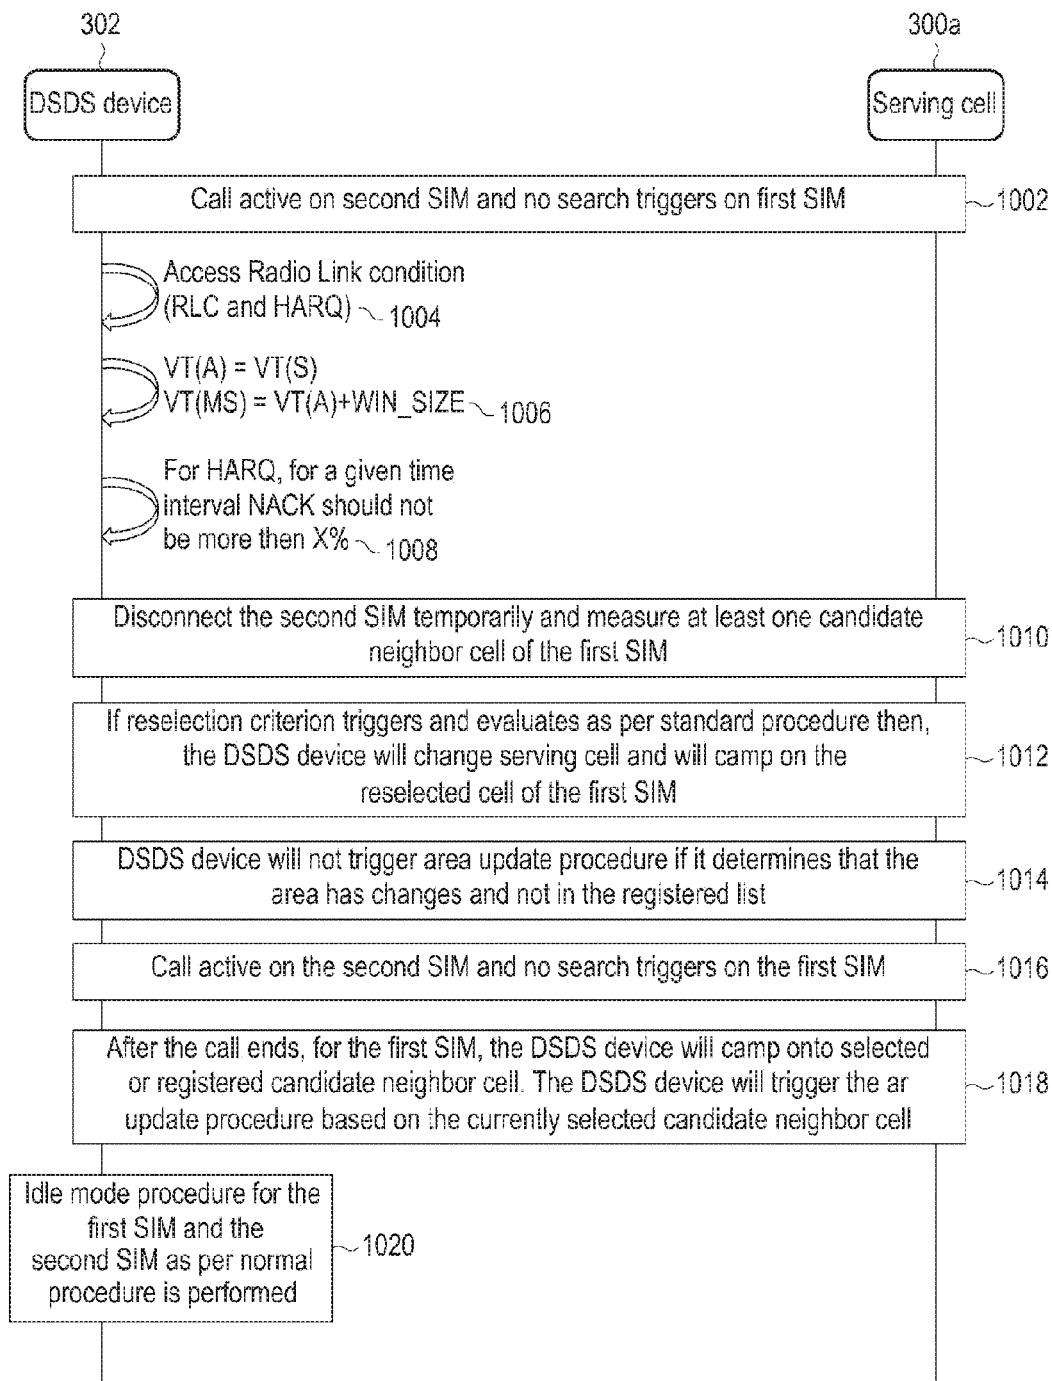 302
300a
DSDS device
Serving cell
Call active on second SIM and no search triggers on first SIM
1002
Access Radio Link condition
(RLC and HARQ)
1004
VT(A) = VT(S)
VT(MS) = VT(A)+WIN_SIZE
1006
For HARQ, for a given time
interval NACK should not
be more then X%
1008
Disconnect the second SIM temporarily and measure at least one candidate
neighbor cell of the first SIM
1010
If reselection criterion triggers and evaluates as per standard procedure then,
the DSDS device will change serving cell and will camp on the
reselected cell of the first SIM
1012
DSDS device will not trigger area update procedure if it determines that the
area has changes and not in the registered list
1014
Call active on the second SIM and no search triggers on the first SIM
1016
After the call ends, for the first SIM, the DSDS device will camp onto selected
or registered candidate neighbor cell. The DSDS device will trigger the ar
update procedure based on the currently selected candidate neighbor cell
1018
Idle mode procedure for the
first SIM and the
second SIM as per normal
procedure is performed
1020